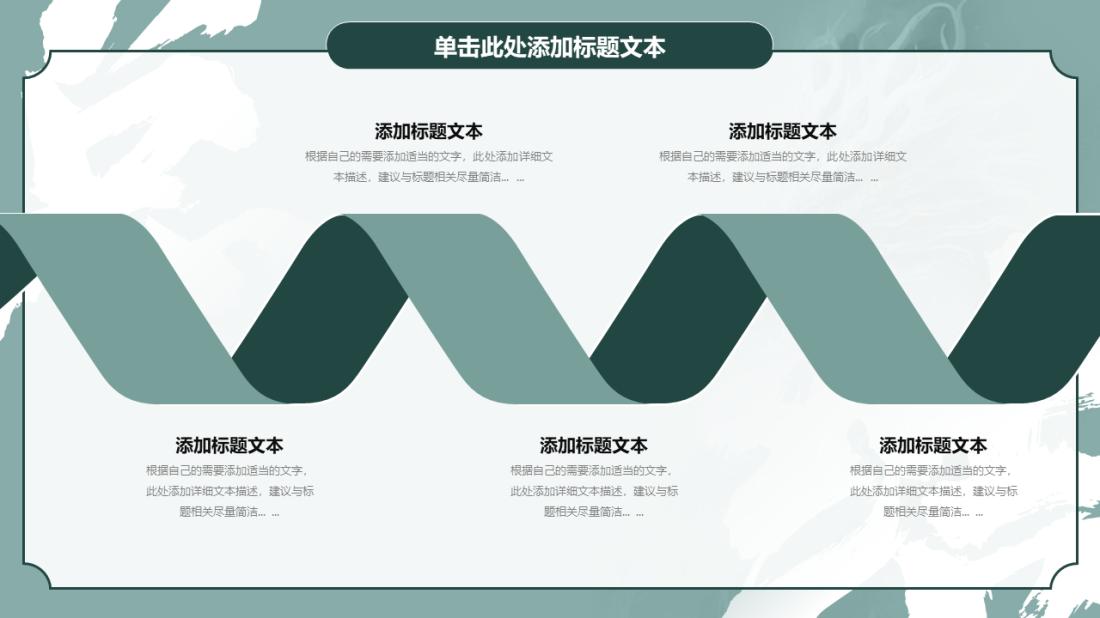 单击此处添加标题文本
添加标题文本
根据自己的需要添加适当的文字，此处添加详细文
本描述，建议与标题相关尽量简洁... ...
添加标题文本
根据自己的需要添加适当的文字，此处添加详细文
本描述，建议与标题相关尽量简洁... ...
添加标题文本
根据自己的需要添加适当的文字，
此处添加详细文本描述，建议与标
题相关尽量简洁... ...
添加标题文本
根据自己的需要添加适当的文字，
此处添加详细文本描述，建议与标
题相关尽量简洁... ...
添加标题文本
根据自己的需要添加适当的文字，
此处添加详细文本描述，建议与标
题相关尽量简洁... ...